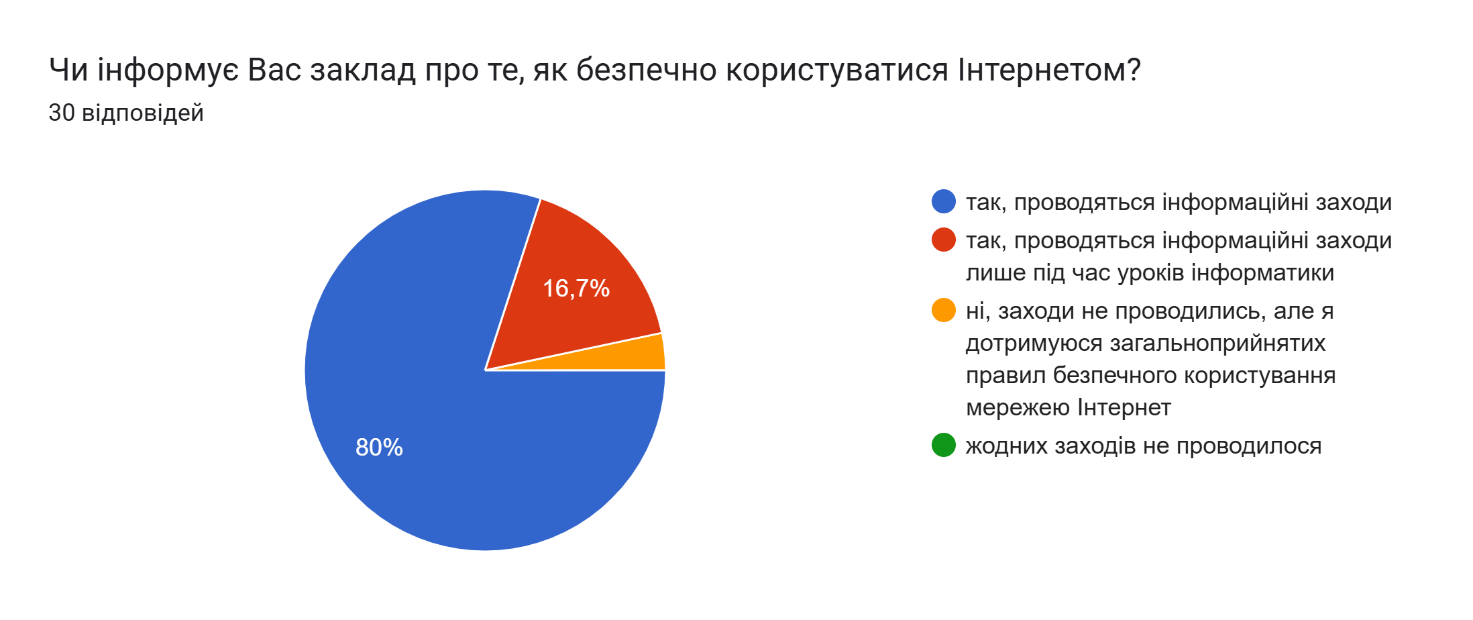 Чи інформує Вас заклад про те, як безпечно користуватися Інтернетом?
30 відповідей
16,7%
80%
так, проводяться інформаційні заходи
так, проводяться інформаційні заходи
лише під час уроків інформатики
ні, заходи не проводились, але я
дотримуюся загальноприйнятих
правил безпечного користування
мережею Інтернет
жодних заходів не проводилося